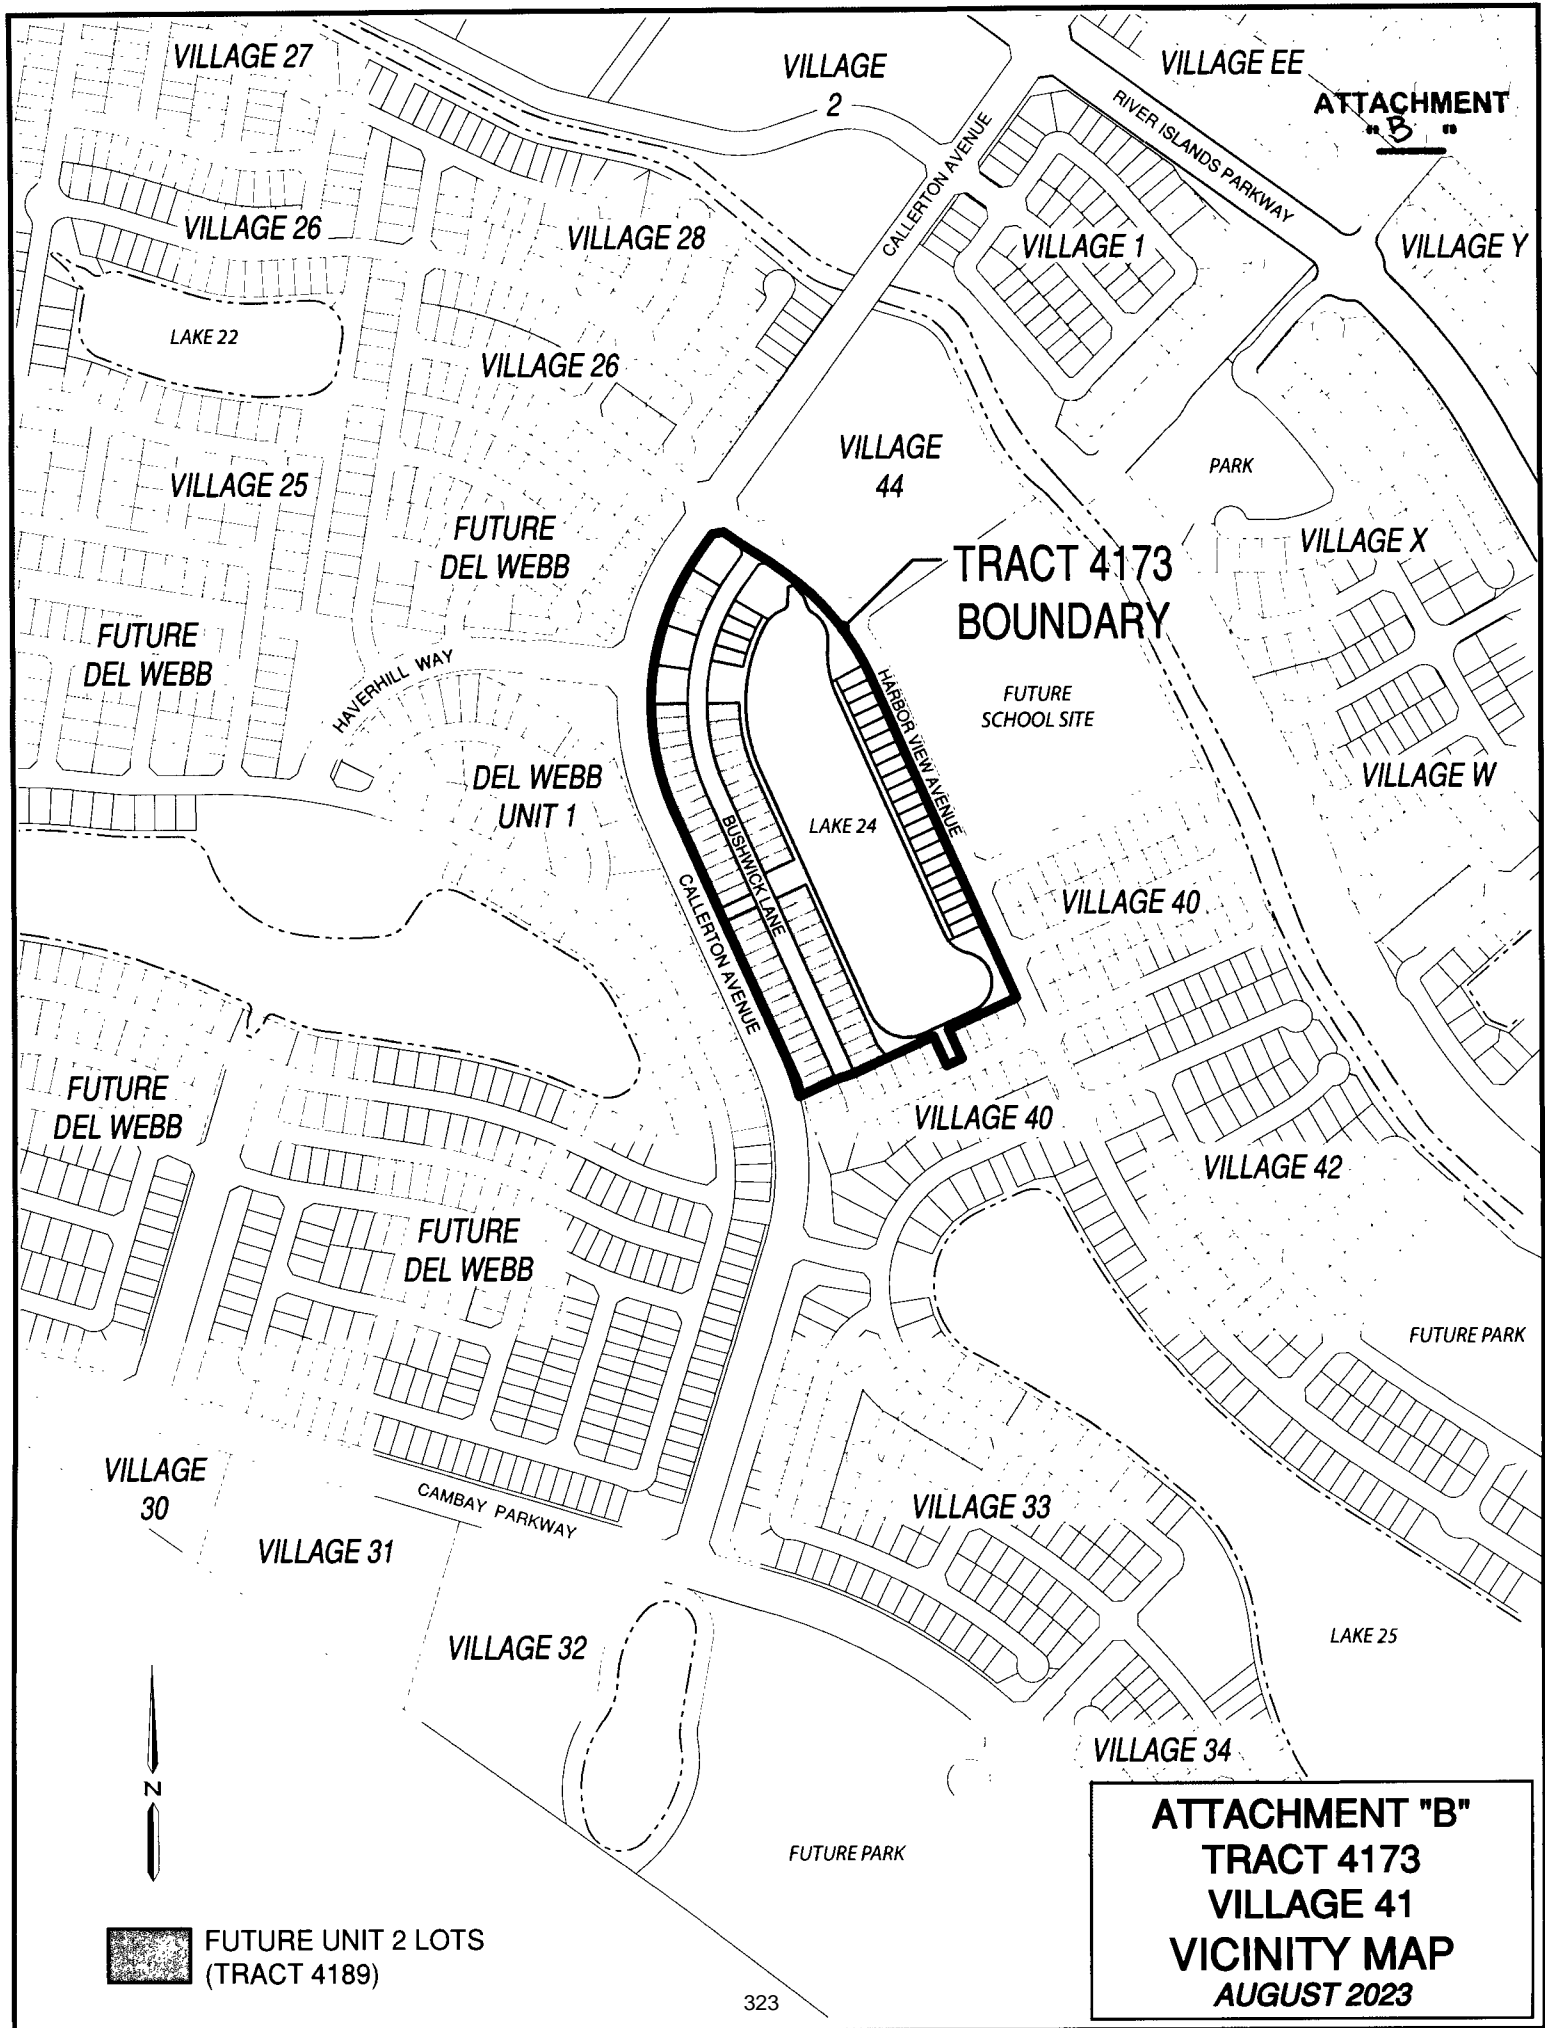 VILLAGE 27
VILLAGE
2
VILLAGE EE
ATTACHMENT
"B"
RIVER ISLANDS PARKWAY
CALLERTON AVENUE
VILLAGE 26
VILLAGE 28
VILLAGE 1
VILLAGE Y
LAKE 22
VILLAGE 26
VILLAGE
44
PARK
VILLAGE 25
FUTURE
DEL WEBB
VILLAGE X
TRACT 4173
BOUNDARY
FUTURE
DEL WEBB
HAVERHILL WAY
HARBOR VIEW AVENUE
FUTURE
SCHOOL SITE
DEL WEBB
UNIT 1
VILLAGE W
BUSHWICK LANE
LAKE 24
CALLERTON AVENUE
VILLAGE 40
FUTURE
DEL WEBB
VILLAGE 40
VILLAGE 42
FUTURE
DEL WEBB
FUTURE PARK
VILLAGE
30
CAMBAY PARKWAY
VILLAGE 33
VILLAGE 31
VILLAGE 32
LAKE 25
VILLAGE 34
N
FUTURE PARK
ATTACHMENT "B"
TRACT 4173
VILLAGE 41
VICINITY MAP
AUGUST 2023
FUTURE UNIT 2 LOTS
(TRACT 4189)
323